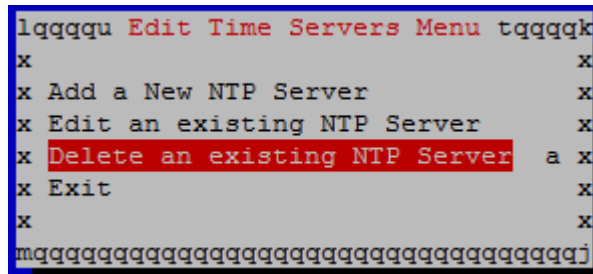 lqqqqu Edit Time Servers Menu tqqqqk
x x
x Add a New NTP Server x
x Edit an existing NTP Server x
x Delete an existing NTP Server a x
x Exit x
x x
mqqqqqqqqqqqqqqqqqqqqqqqqqqqqqqqqqqj